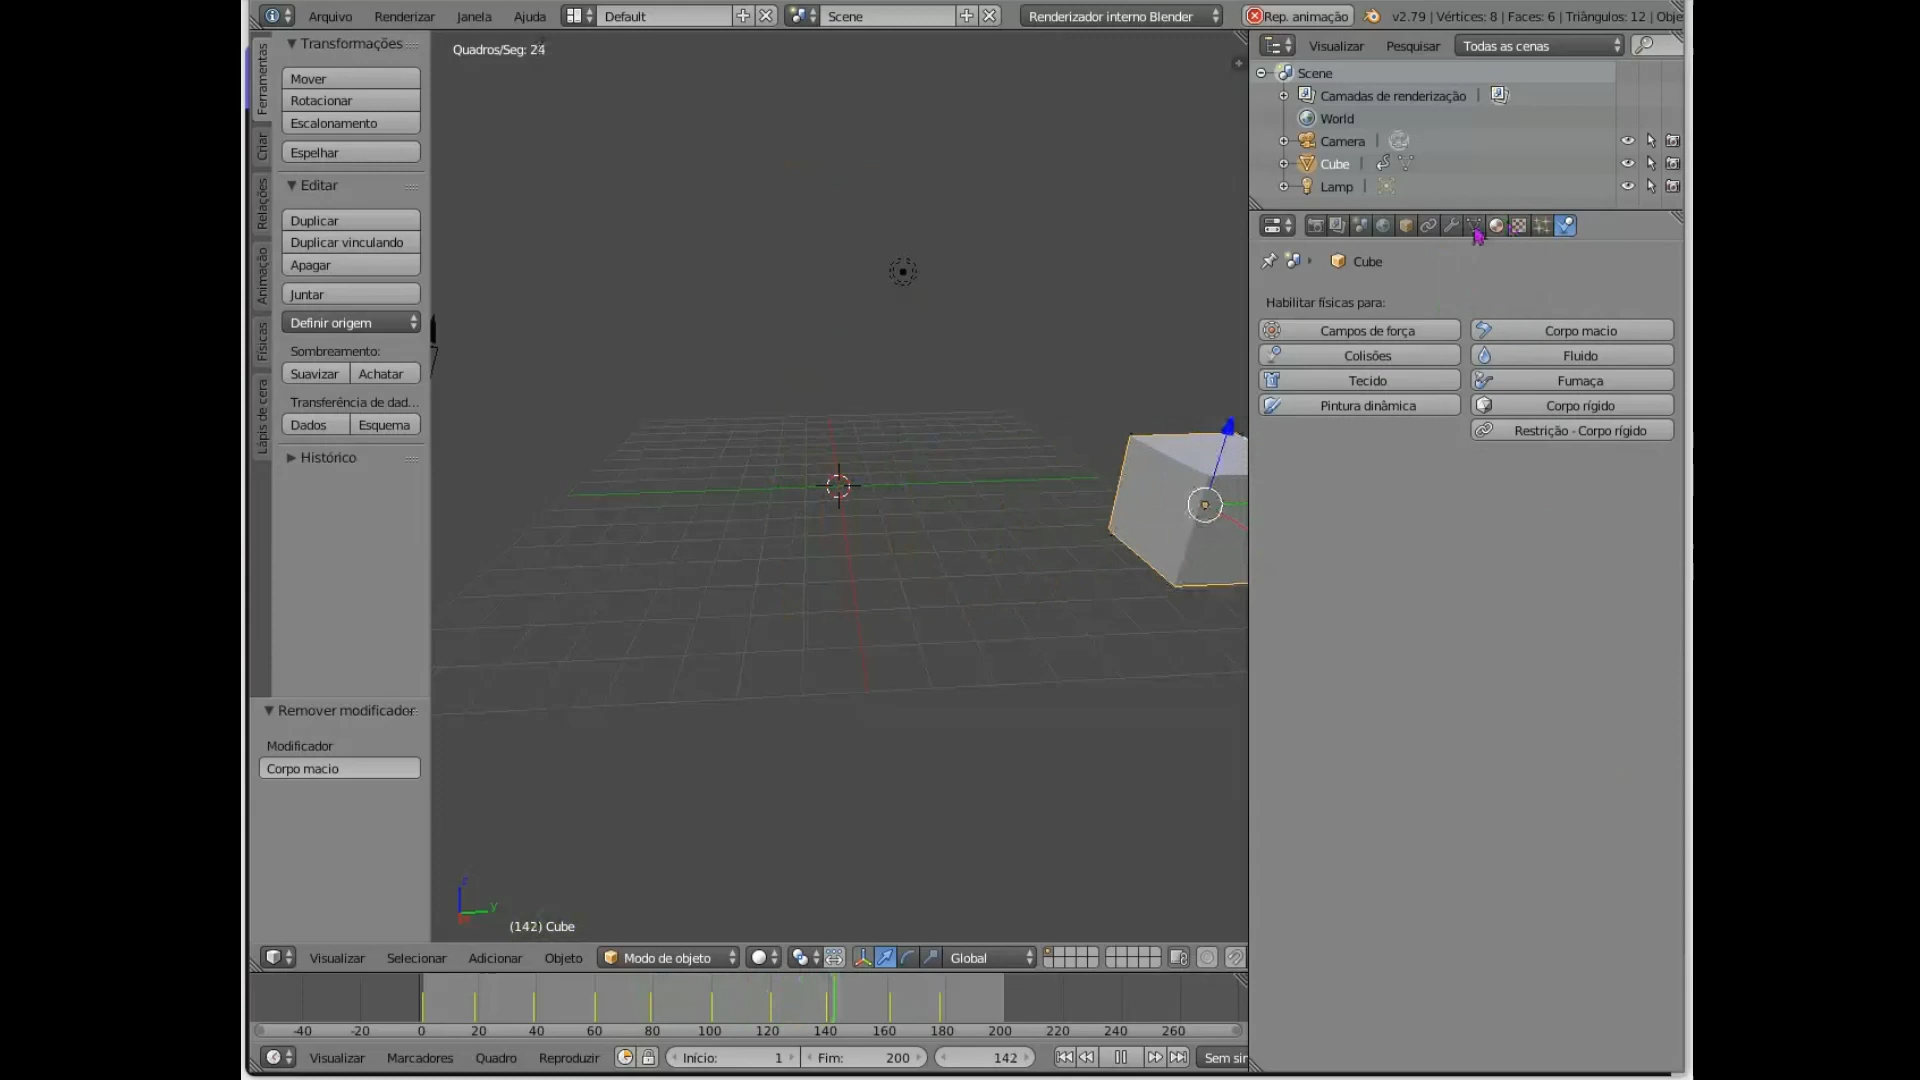 Arquivo Renderizar Janela Ajuda Default Scene Renderizador interno Blender Rep. animação v2.79 | Vértices: 8 | Faces: 6 | Triângulos: 12 | Obje
Ferramentas
Criar
Relações
Animação
Físicas
Lápis de cera
Transformações
Mover
Rotacionar
Escalonamento
Espelhar
Editar
Duplicar
Duplicar vinculando
Apagar
Juntar
Definir origem
Sombreamento:
Suavizar Achatar
Transferência de dad...
Dados Esquema
Histórico
Remover modificador
Modificador
Corpo macio
Quadros/Seg: 24
z
y
(142) Cube
Visualizar Selecionar Adicionar Objeto Modo de objeto Global
-40 -20 0 20 40 60 80 100 120 140 160 180 200 220 240 260
Visualizar Marcadores Quadro Reproduzir Início: 1 Fim: 200 142 Sem sir
Visualizar Pesquisar Todas as cenas
Scene
Camadas de renderização
World
Camera
Cube
Lamp
Cube
Habilitar físicas para:
Campos de força Corpo macio
Colisões Fluido
Tecido Fumaça
Pintura dinâmica Corpo rígido
Restrição - Corpo rígido